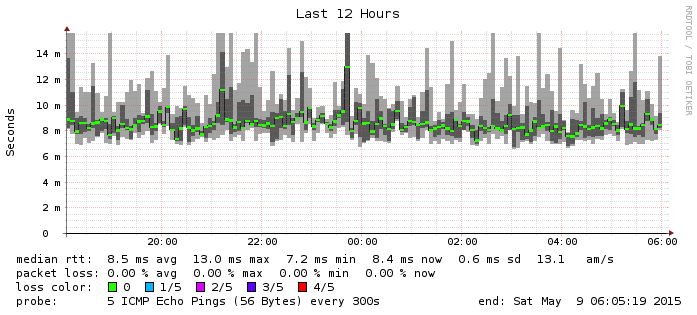 Last 12 Hours
RRDTOOL / TOBI OETIKER
Seconds
14 m
12 m
10 m
8 m
6 m
4 m
2 m
0
20:00 22:00 00:00 02:00 04:00 06:00
median rtt: 8.5 ms avg 13.0 ms max 7.2 ms min 8.4 ms now 0.6 ms sd 13.1 am/s
packet loss: 0.00 % avg 0.00 % max 0.00 % min 0.00 % now
loss color: 0 1/5 2/5 3/5 4/5
probe: 5 ICMP Echo Pings (56 Bytes) every 300s end: Sat May 9 06:05:19 2015